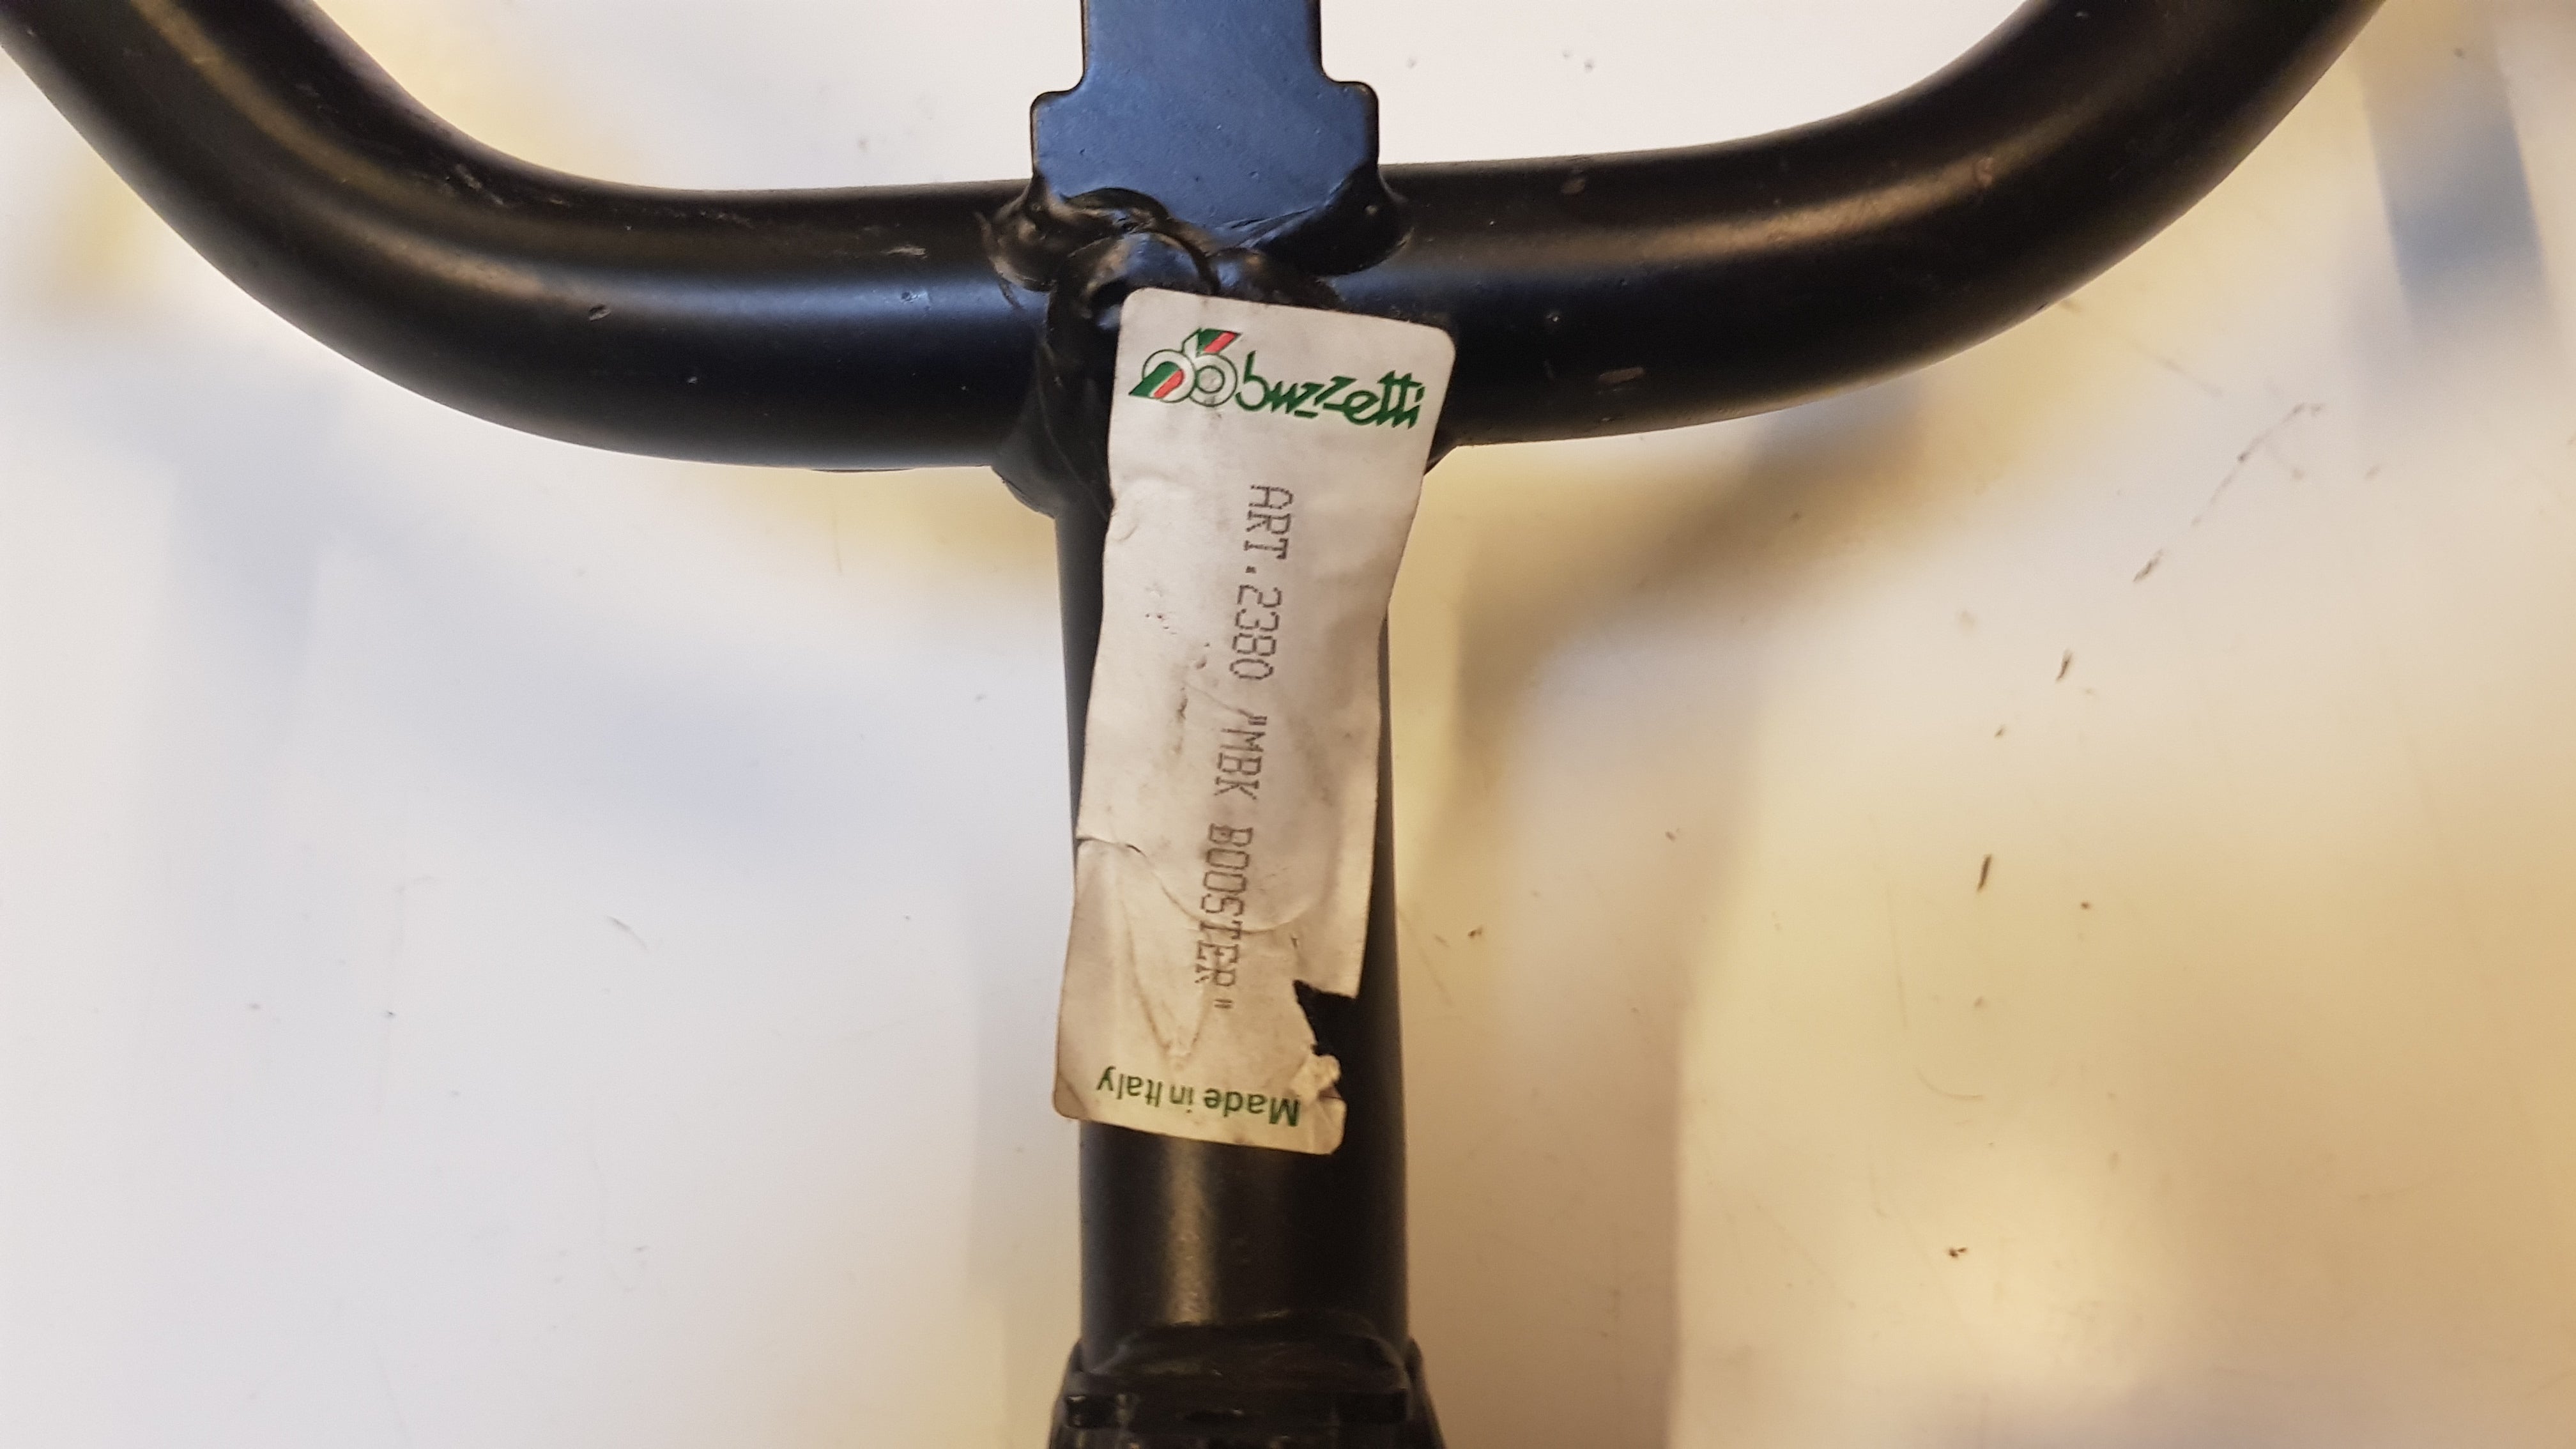 buzzetti
ART.2380 "MBK BOOSTER"
Made in Italy